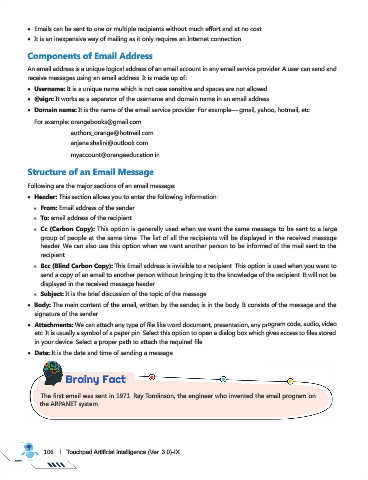 • Emails can be sent to one or multiple recipients without much effort and at no cost
• It is an inexpensive way of mailing as it only requires an Internet connection
Components of Email Address
An email address is a unique logical address of an email account in any email service provider A user can send and
receive messages using an email address It is made up of:
• Username: It is a unique name which is not case sensitive and spaces are not allowed
• @sign: It works as a separator of the username and domain name in an email address
• Domain name: It is the name of the email service provider For example— gmail, yahoo, hotmail, etc
For example: orangebooks@gmail com
authors_orange@hotmail com
anjana shalini@outlook com
myaccount@orangeeducation in
Structure of an Email Message
Following are the major sections of an email message:
• Header: This section allows you to enter the following information:
From: Email address of the sender
To: email address of the recipient
Cc (Carbon Copy): This option is generally used when we want the same message to be sent to a large
group of people at the same time The list of all the recipients will be displayed in the received message
header We can also use this option when we want another person to be informed of the mail sent to the
recipient
Bcc (Blind Carbon Copy): This Email address is invisible to a recipient This option is used when you want to
send a copy of an email to another person without bringing it to the knowledge of the recipient It will not be
displayed in the received message header
Subject: It is the brief discussion of the topic of the message
• Body: The main content of the email, written by the sender, is in the body It consists of the message and the
signature of the sender
• Attachments: We can attach any type of file like word document, presentation, any program code, audio, video
etc It is usually a symbol of a paper pin Select this option to open a dialog box which gives access to files stored
in your device Select a proper path to attach the required file
• Date: It is the date and time of sending a message
Brainy Fact
The first email was sent in 1971 Ray Tomlinson, the engineer who invented the email program on
the ARPANET system
106 | Touchpad Artificial Intelligence (Ver 3 0)-IX